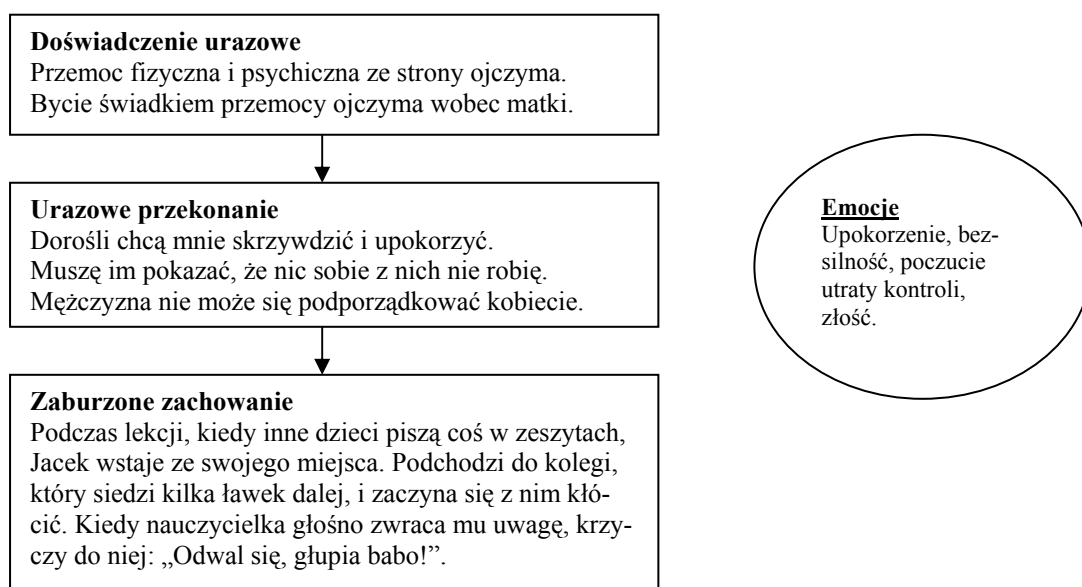 Doświadczenie urazowe
Przemoc fizyczna i psychiczna ze strony ojczyma.
Bycie świadkiem przemocy ojczyma wobec matki.
Urazowe przekonanie
Dorośli chcą mnie skrzywdzić i upokorzyć.
Muszę im pokazać, że nic sobie z nich nie robię.
Mężczyzna nie może się podporządkować kobiecie.
Emocje
Upokorzenie, bez-
silność, poczucie
utraty kontroli,
złość.
Zaburzone zachowanie
Podczas lekcji, kiedy inne dzieci piszą coś w zeszytach,
Jacek wstaje ze swojego miejsca. Podchodzi do kolegi,
który siedzi kilka ławek dalej, i zaczyna się z nim kłó-
cić. Kiedy nauczycielka głośno zwraca mu uwagę, krzy-
czy do niej: „Odwal się, głupia babo!”.